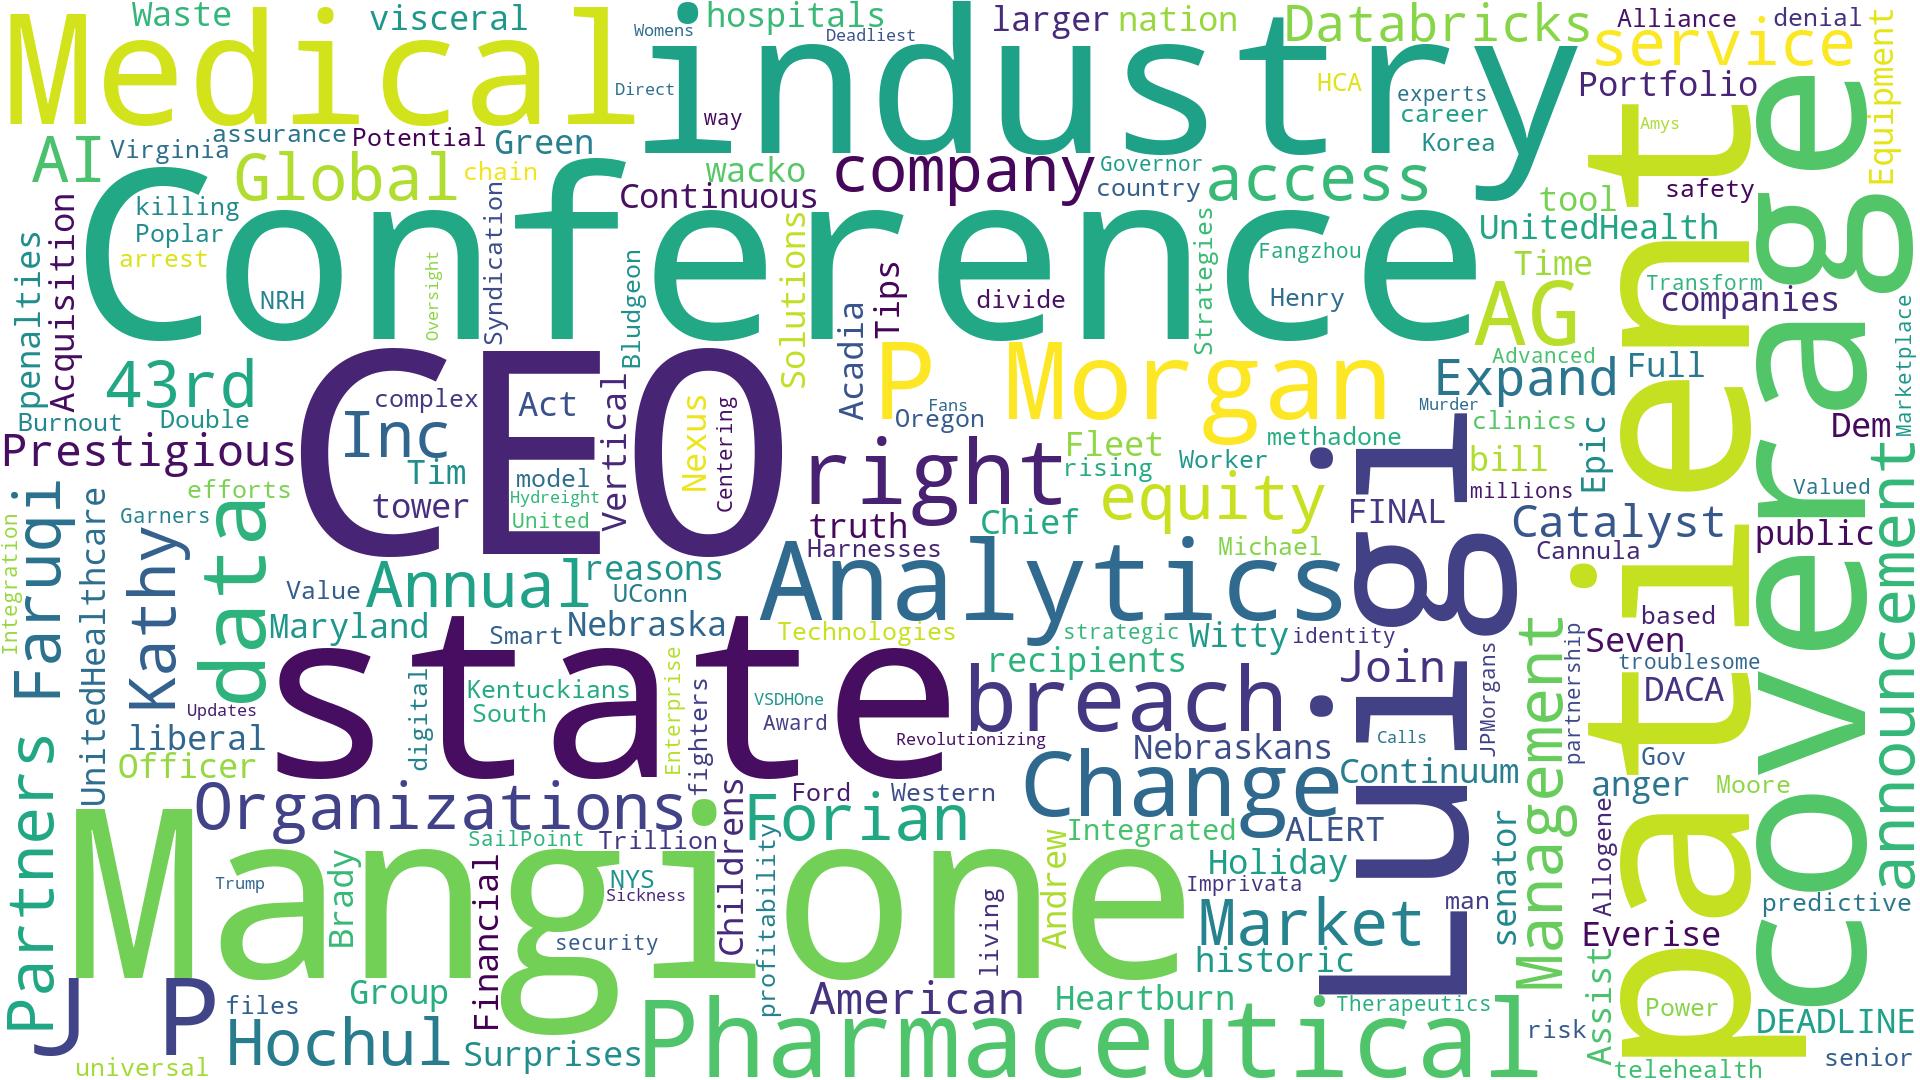 Medical
Waste
visceral
industry
Womens
hospitals
Deadliest
larger
nation
Databricks
Alliance
denial
service
Equipment
Direct
way
HCA
experts
career
Korea
Portfolio
Amys
AI
Virginia
assurance
Potential
Green
Global
chain
Continuous
wacko
company
Governor
country
access
tool
safety
UnitedHealth
patient
coverage
Conference
killing
Poplar
arrest
NRH
Oversight
Syndication
Bludgeon
Solutions
Acadia
Tips
divide
Strategies
Fangzhou
Henry
AG
Time
Transform
companies
Marketplace
penalties
Acquisition
43rd
Burnout
Double
Prestigious
efforts
Garners
CEO
complex
Inc
Act
Tim
tower
model
Hydreight
United
Vertical
Nexus
Centering
P Morgan
Oregon
Fans
Advanced
Expand
Full
Murder
clinics
Dem
right
Fleet
rising
methadone
Worker
bill
Epic
millions
Valued
truth
Chief
equity
FINAL
Catalyst
public
Harnesses
Michael
Cannula
announcement
Integration
Partners Faruqi
UnitedHealthcare
Kathy
data
Value
Annual
reasons
UConn
Analytics
Luigi
Maryland
Smart
Nebraska
Technologies
strategic
Witty
identity
based
Seven
troublesome
DACA
Management
partnership
Updates
liberal
Officer
state
digital
Kentuckians
South
Enterprise
fighters
VSDHOne
Award
Revolutionizing
recipients
breach
Join
JPMorgans
Nebraskans
Calls
Change
Continuum
Gov
anger
Moore
Organizations
SailPoint
Trillion
Childrens
Ford
Western
Forian
Integrated
ALERT
Holiday
senator
Allogene
Mangione
Trump
Brady
Financial
NYS
Sickness
security
profitability
living
Andrew
Imprivata
Market
historic
man
Everise
predictive
J P
files
Group
Hochul
Surprises
universal
American
Heartburn
Therapeutics
Pharmaceutical
risk
Assist
Power
DEADLINE
telehealth
senior